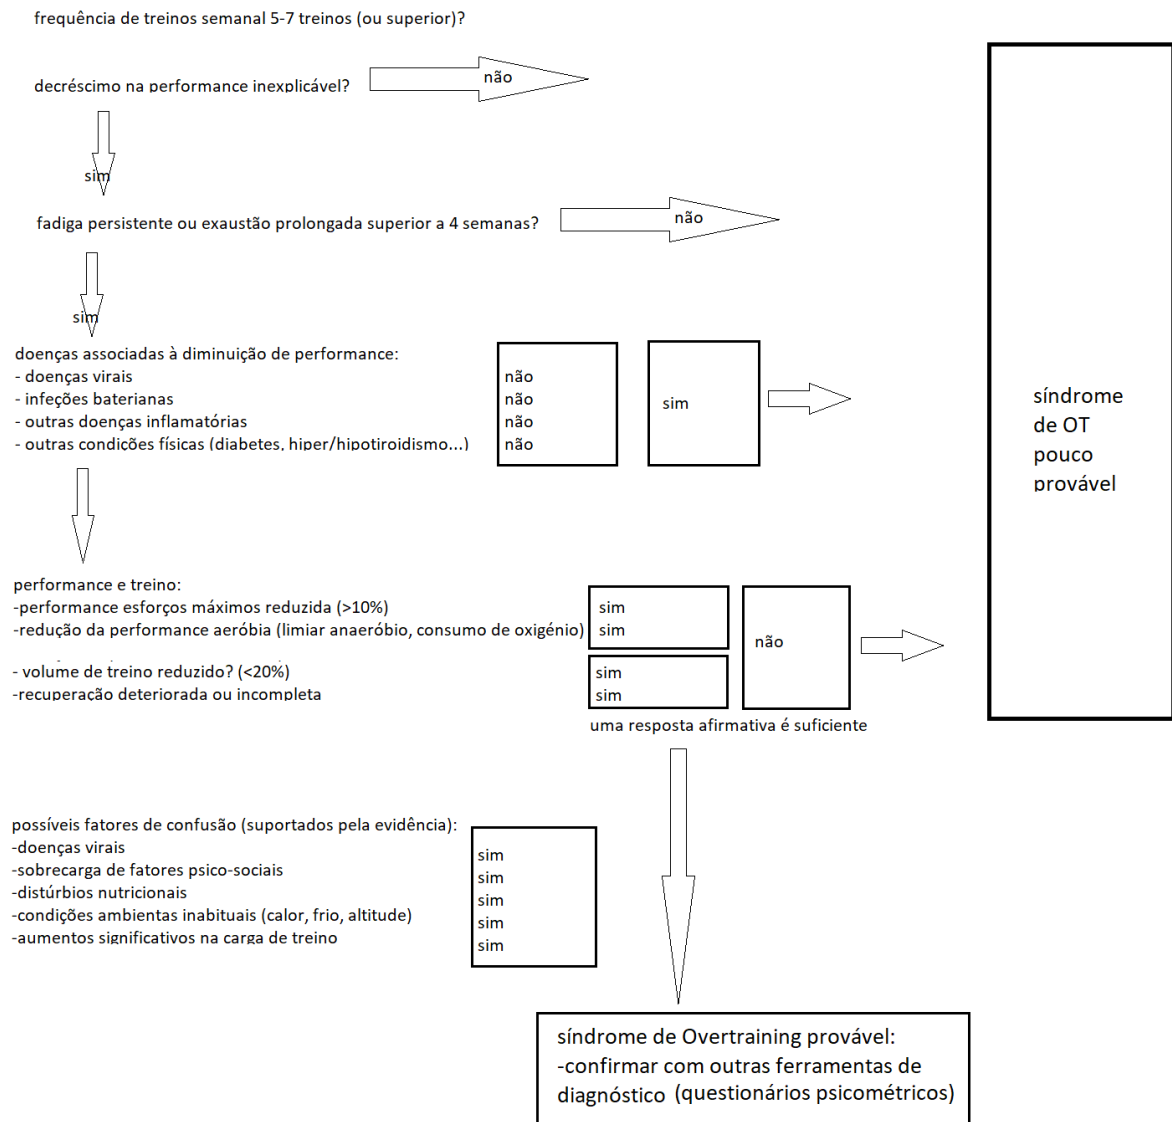 frequência de treinos semanal 5-7 treinos (ou superior)?
decréscimo na performance inexplicável?
não
sim
fadiga persistente ou exaustão prolongada superior a 4 semanas?
não
sim
doenças associadas à diminuição de performance:
- doenças virais
- infeções baterianas
- outras doenças inflamatórias
- outras condições físicas (diabetes, hiper/hipotiroidismo...)
não
não
não
não
sim
síndrome
de OT
pouco
provável
performance e treino:
-performance esforços máximos reduzida (>10%)
-redução da performance aeróbia (limiar anaeróbio, consumo de oxigénio)
- volume de treino reduzido? (<20%)
-recuperação deteriorada ou incompleta
sim
sim
sim
sim
não
uma resposta afirmativa é suficiente
possíveis fatores de confusão (suportados pela evidência):
-doenças virais
-sobrecarga de fatores psico-sociais
-distúrbios nutricionais
-condições ambientas inabituais (calor, frio, altitude)
-aumentos significativos na carga de treino
sim
sim
sim
sim
sim
síndrome de Overtraining provável:
-confirmar com outras ferramentas de
diagnóstico (questionários psicométricos)